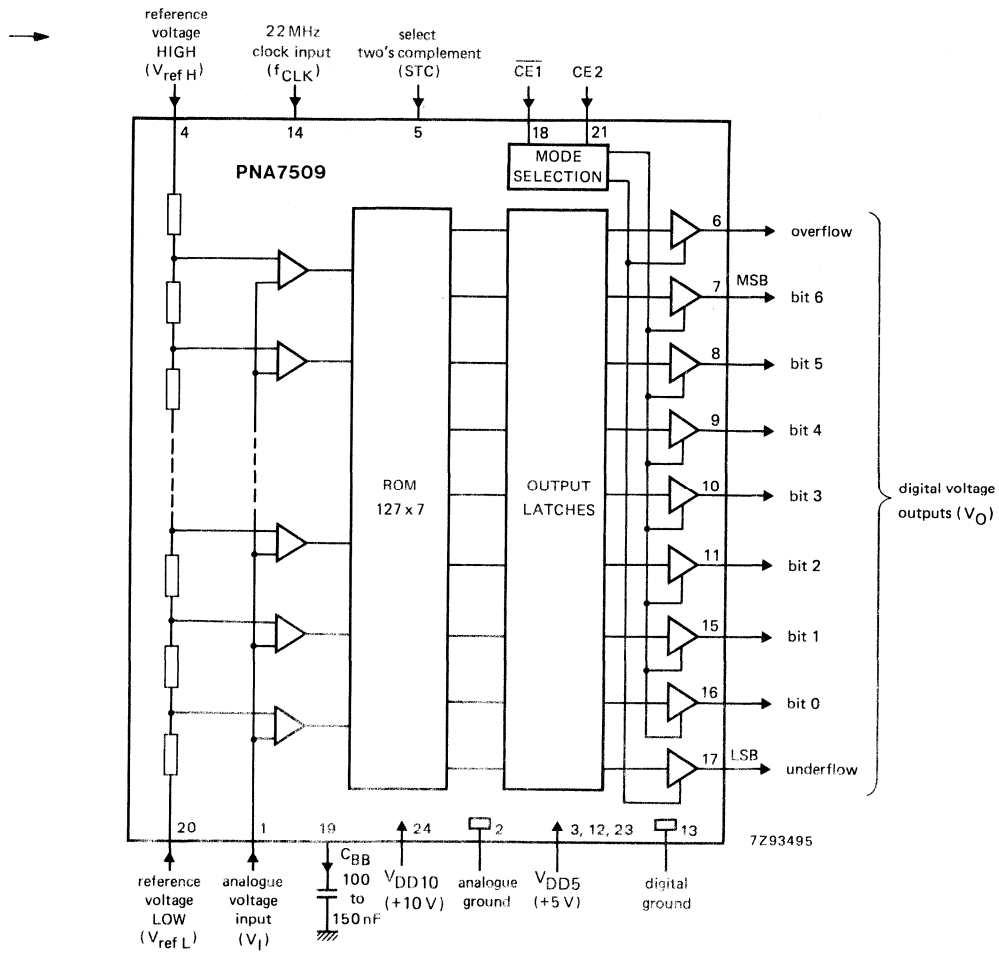 reference
voltage
HIGH
(Vref H)
22 MHz
clock input
(fCLK)
select
two's complement
(STC)
CE1
CE2
4
14
5
18
21
PNA7509
MODE
SELECTION
6
overflow
7
MSB
bit 6
8
bit 5
9
bit 4
ROM
127 x 7
OUTPUT
LATCHES
10
bit 3
digital voltage
outputs (VO)
11
bit 2
15
bit 1
16
bit 0
17
LSB
underflow
20
1
19
24
2
3, 12, 23
13
7Z93495
reference
voltage
LOW
(Vref L)
analogue
voltage
input
(VI)
CBB
100
to
150 nF
VDD10
(+10 V)
analogue
ground
VDD5
(+5 V)
digital
ground